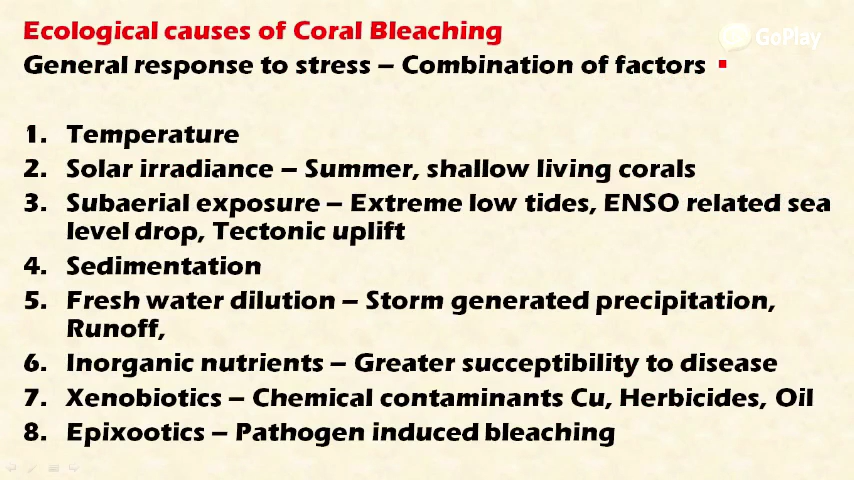 Ecological causes of Coral Bleaching
GoPlay
General response to stress – Combination of factors
1. Temperature
2. Solar irradiance – Summer, shallow living corals
3. Subaerial exposure – Extreme low tides, ENSO related sea
level drop, Tectonic uplift
4. Sedimentation
5. Fresh water dilution – Storm generated precipitation,
Runoff,
6. Inorganic nutrients – Greater succeptibility to disease
7. Xenobiotics – Chemical contaminants Cu, Herbicides, Oil
8. Epixootics – Pathogen induced bleaching